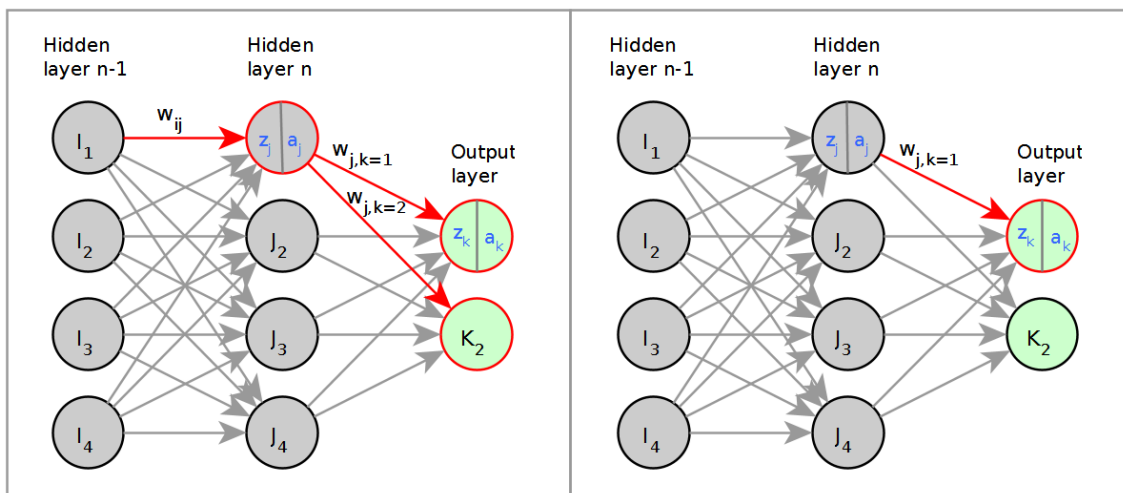 Hidden
layer n-1
Hidden
layer n
Output
layer
w_ij
w_j,k=1
w_j,k=2
I_1
I_2
I_3
I_4
z_j a_j
J_2
J_3
J_4
z_k a_k
K_2
Hidden
layer n-1
Hidden
layer n
Output
layer
w_j,k=1
I_1
I_2
I_3
I_4
z_j a_j
J_2
J_3
J_4
z_k a_k
K_2